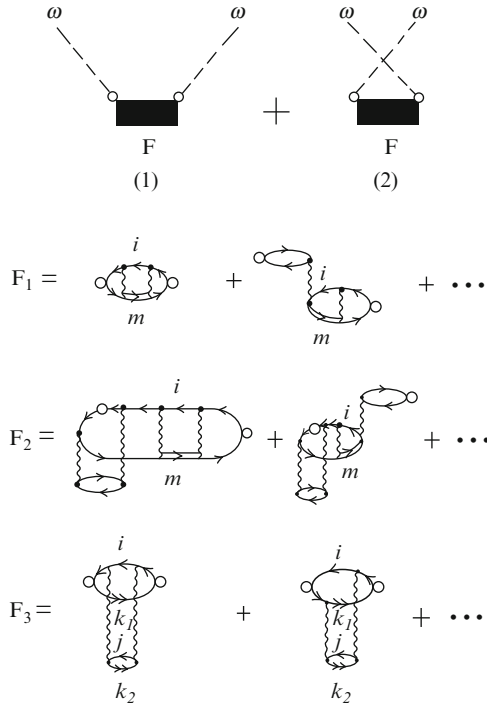 ω ω ω ω
+
F F
(1) (2)
i
F₁ = + i + •••
m m
i
F₂ = + i + •••
m m
i i
F₃ = + + •••
k₁ k₁
j j
k₂ k₂